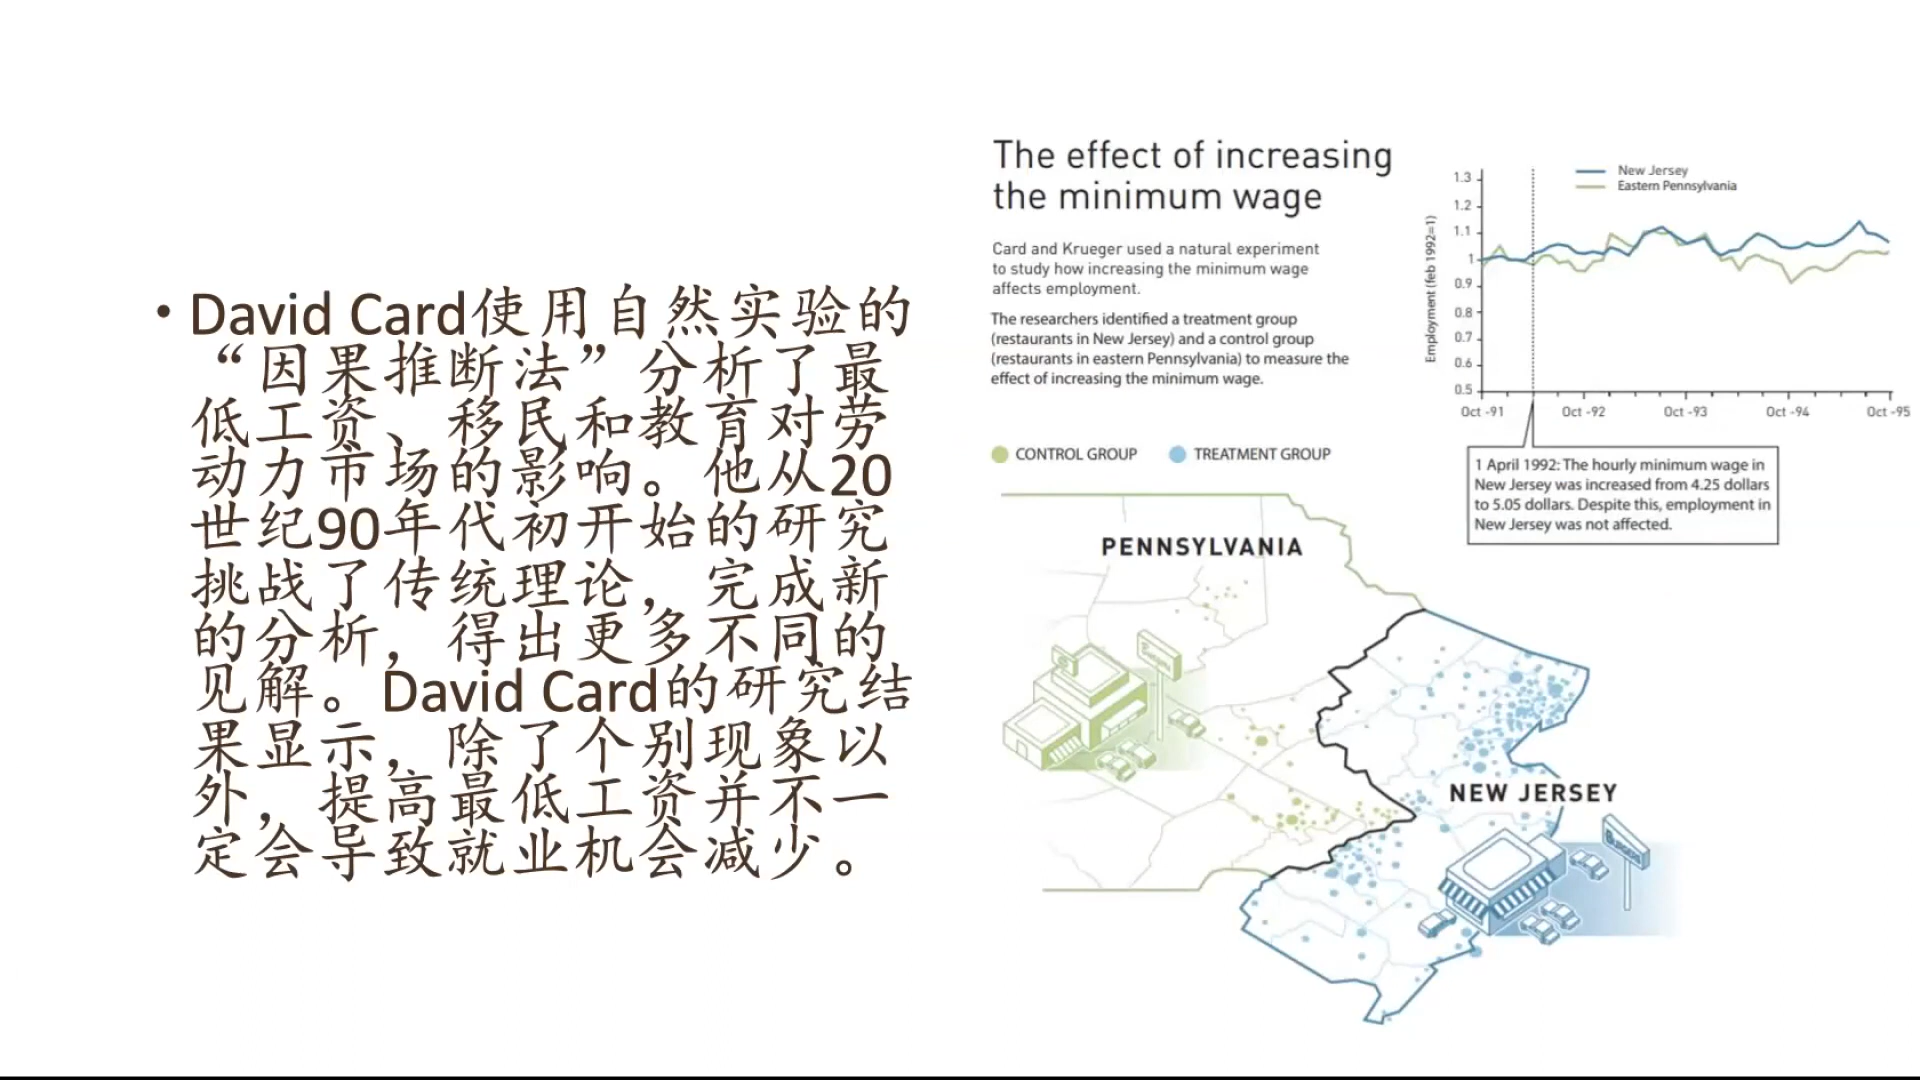 • David Card使用自然实验的
“因果推断法”分析了最
低工资、移民和教育对劳
动力市场的影响。他从20
世纪90年代初开始的研究
挑战了传统理论，完成新
的分析，得出更多不同的
见解。David Card的研究结
果显示，除了个别现象以
外，提高最低工资并不一
定会导致就业机会减少。
The effect of increasing
the minimum wage
Card and Krueger used a natural experiment
to study how increasing the minimum wage
affects employment.
The researchers identified a treatment group
(restaurants in New Jersey) and a control group
(restaurants in eastern Pennsylvania) to measure the
effect of increasing the minimum wage.
New Jersey
Eastern Pennsylvania
Employment (feb 1992=1)
1.3
1.2
1.1
1
0.9
0.8
0.7
0.6
0.5
Oct -91
Oct -92
Oct -93
Oct -94
Oct -95
1 April 1992: The hourly minimum wage in
New Jersey was increased from 4.25 dollars
to 5.05 dollars. Despite this, employment in
New Jersey was not affected.
CONTROL GROUP
TREATMENT GROUP
PENNSYLVANIA
NEW JERSEY